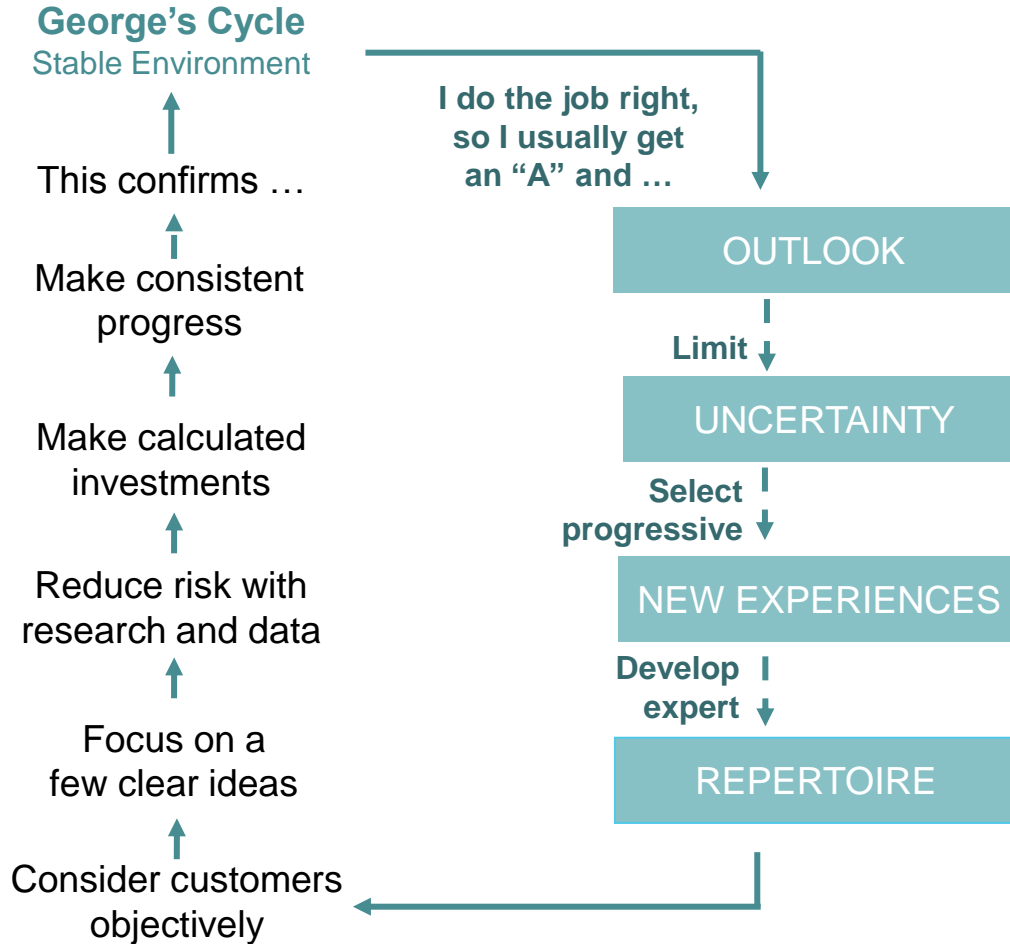 George’s Cycle
Stable Environment
I do the job right,
so I usually get
an “A” and …
OUTLOOK
Limit
UNCERTAINTY
Select
progressive
NEW EXPERIENCES
Develop
expert
REPERTOIRE
Consider customers
objectively
Focus on a
few clear ideas
Reduce risk with
research and data
Make calculated
investments
Make consistent
progress
This confirms …